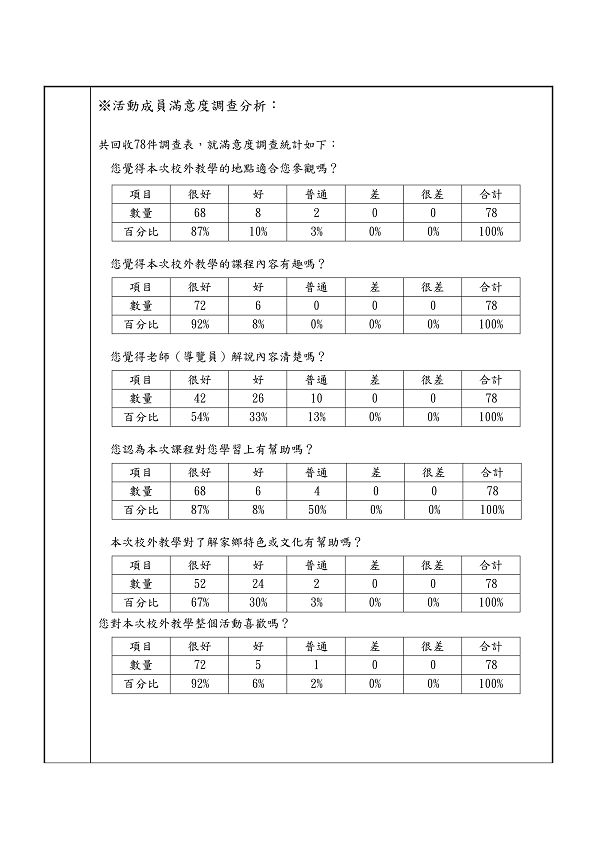 ※活動成員滿意度調查分析：
共回收78件調查表，就滿意度調查統計如下：
您覺得本次校外教學的地點適合您參觀嗎？
項目 很好 好 普通 差 很差 合計
數量 68 8 2 0 0 78
百分比 87% 10% 3% 0% 0% 100%
您覺得本次校外教學的課程內容有趣嗎？
項目 很好 好 普通 差 很差 合計
數量 72 6 0 0 0 78
百分比 92% 8% 0% 0% 0% 100%
您覺得老師（導覽員）解說內容清楚嗎？
項目 很好 好 普通 差 很差 合計
數量 42 26 10 0 0 78
百分比 54% 33% 13% 0% 0% 100%
您認為本次課程對您學習上有幫助嗎？
項目 很好 好 普通 差 很差 合計
數量 68 6 4 0 0 78
百分比 87% 8% 50% 0% 0% 100%
本次校外教學對了解家鄉特色或文化有幫助嗎？
項目 很好 好 普通 差 很差 合計
數量 52 24 2 0 0 78
百分比 67% 30% 3% 0% 0% 100%
您對本次校外教學整個活動喜歡嗎？
項目 很好 好 普通 差 很差 合計
數量 72 5 1 0 0 78
百分比 92% 6% 2% 0% 0% 100%